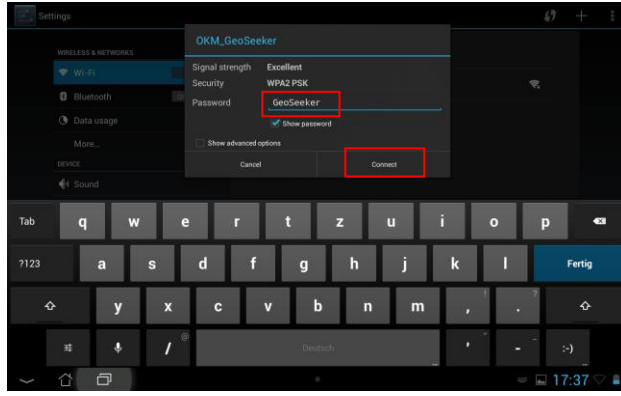 Settings
OKM_GeoSeeker
WIRELESS & NETWORKS
Signal strength Excellent
Wi-Fi
Security WPA2 PSK
Bluetooth
Password GeoSeeker
Data usage
Show password
More...
Show advanced options
DEVICE
Cancel Connect
Sound
Tab q w e r t z u i o p
?123 a s d f g h j k l Fertig
y x c v b n m , ! . ?
/ @ Deutsch ' " - _ :-)
17:37